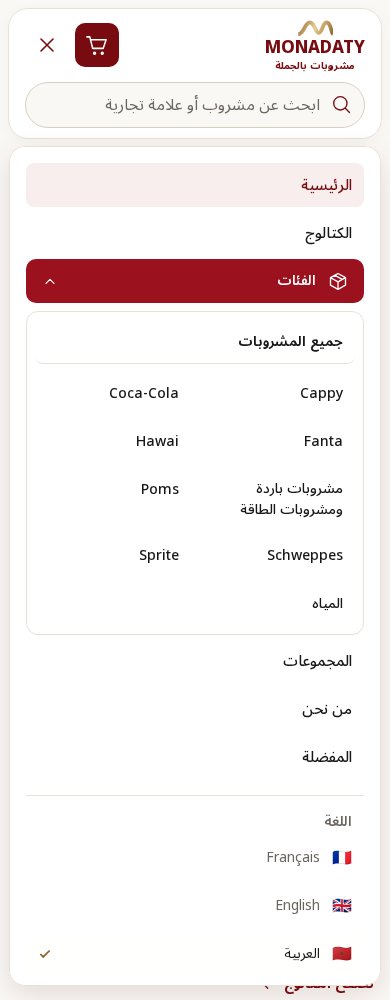 MONADATY
مشروبات بالجملة
ابحث عن مشروب أو علامة تجارية
الرئيسية
الكتالوج
الفئات
جميع المشروبات
Cappy
Coca-Cola
Fanta
Hawai
مشروبات باردة
ومشروبات الطاقة
Poms
Schweppes
Sprite
المياه
المجموعات
من نحن
المفضلة
اللغة
Français
English
العربية